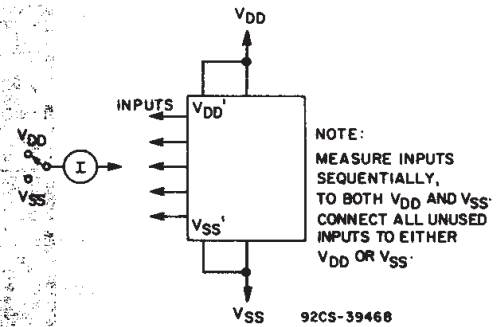 VDD
INPUTS
VDD'
VDD
I
VSS
VSS'
VSS
NOTE:
MEASURE INPUTS
SEQUENTIALLY,
TO BOTH VDD AND VSS.
CONNECT ALL UNUSED
INPUTS TO EITHER
VDD OR VSS.
92CS-39468